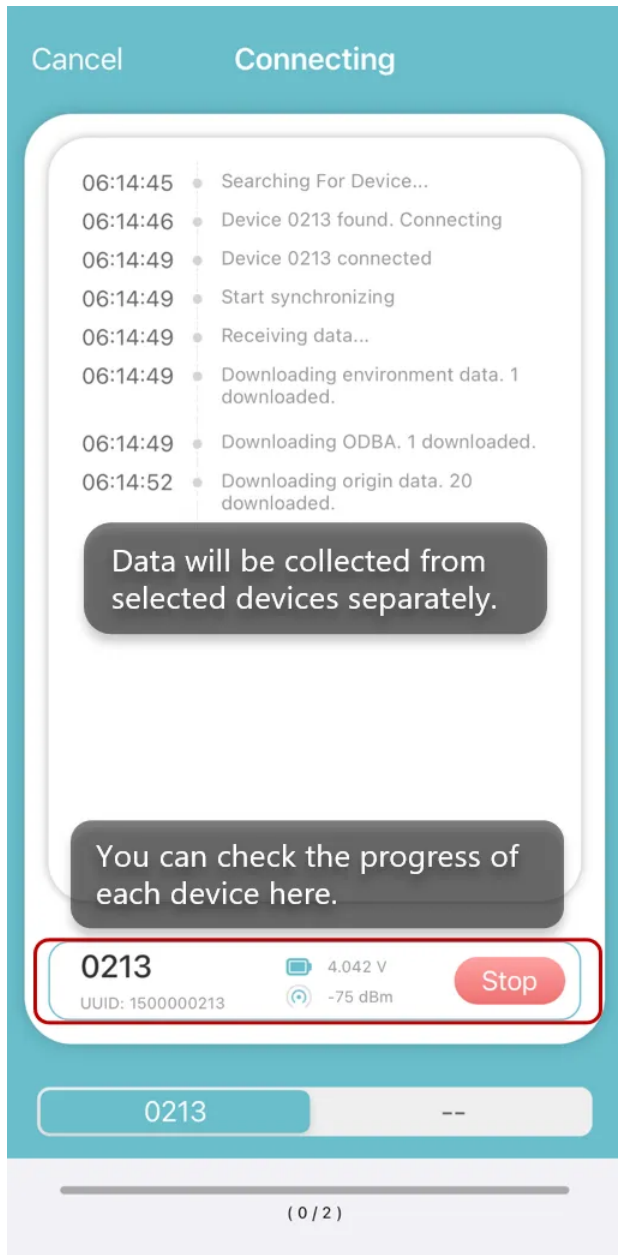 Cancel
Connecting
06:14:45 Searching For Device...
06:14:46 Device 0213 found. Connecting
06:14:49 Device 0213 connected
06:14:49 Start synchronizing
06:14:49 Receiving data...
06:14:49 Downloading environment data. 1
downloaded.
06:14:49 Downloading ODBA. 1 downloaded.
06:14:52 Downloading origin data. 20
downloaded.
Data will be collected from
selected devices separately.
You can check the progress of
each device here.
0213
4.042 V
Stop
UUID: 1500000213
-75 dBm
0213
--
( 0 / 2 )